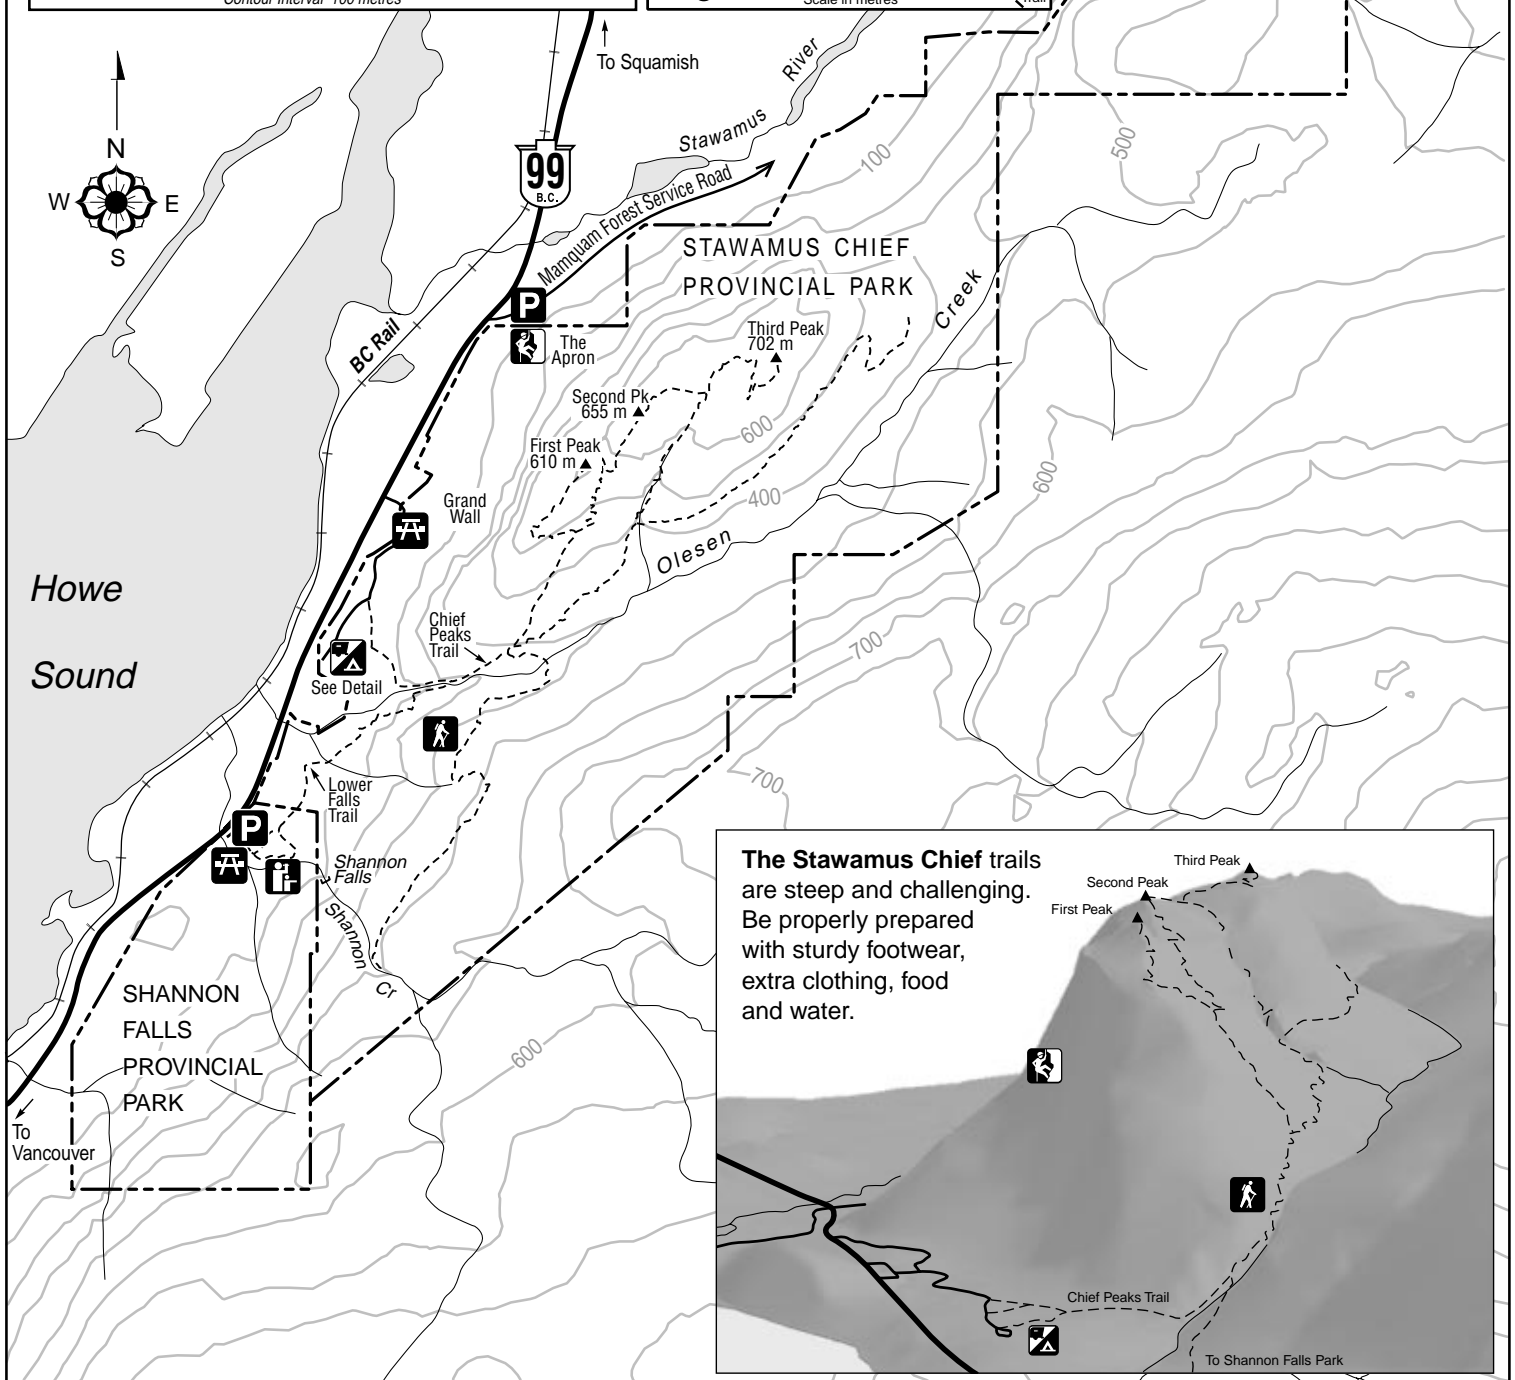 Contour Interval 100 metres
Scale in metres
Trail
To Squamish
River
Stawamus
N
W
E
S
99
B.C.
100
500
Mamquam Forest Service Road
STAWAMUS CHIEF
PROVINCIAL PARK
Creek
P
The
Apron
BC Rail
Third Peak
702 m
Second Pk
655 m
600
First Peak
610 m
600
400
Grand
Wall
Olesen
Howe
Sound
Chief
Peaks
Trail
700
See Detail
700
Lower
Falls
Trail
P
Shannon
Falls
Shannon
Cr
SHANNON
FALLS
PROVINCIAL
PARK
600
To
Vancouver
The Stawamus Chief trails
are steep and challenging.
Be properly prepared
with sturdy footwear,
extra clothing, food
and water.
Third Peak
Second Peak
First Peak
Chief Peaks Trail
To Shannon Falls Park